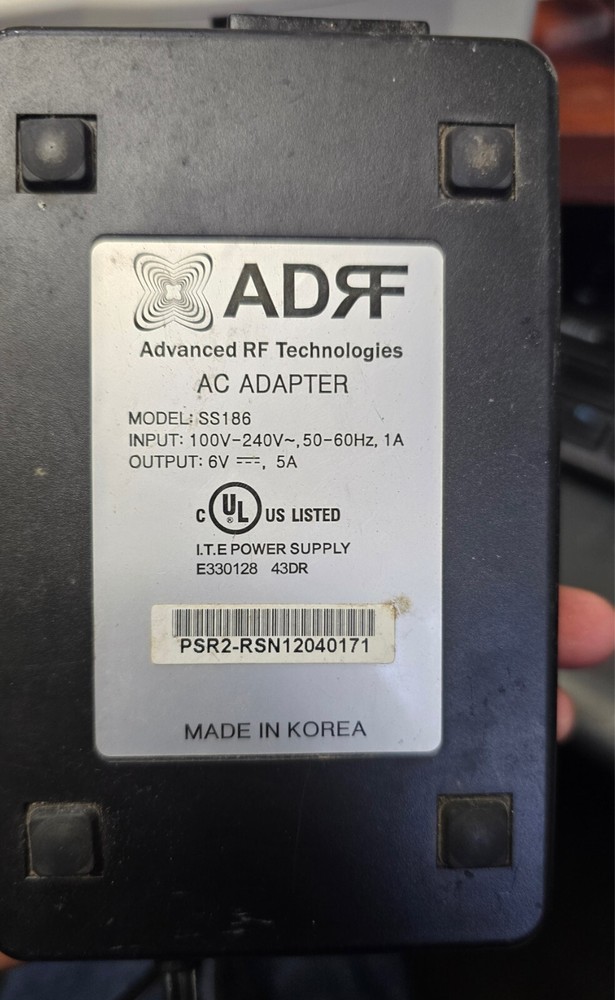 ADRF
Advanced RF Technologies
AC ADAPTER
MODEL: SS186
INPUT: 100V-240V~, 50-60Hz, 1A
OUTPUT: 6V ⎓, 5A
C UL ® US LISTED
I.T.E POWER SUPPLY
E330128 43DR
PSR2-RSN12040171
MADE IN KOREA